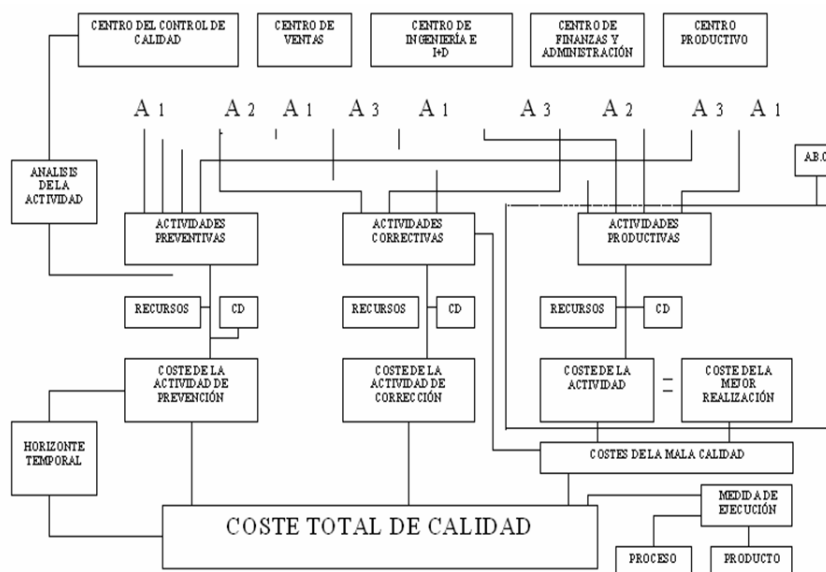 CENTRO DEL CONTROL DE
CALIDAD
CENTRO DE
VENTAS
CENTRO DE
INGENIERÍA E
I+D
CENTRO DE
FINANZAS Y
ADMINISTRACIÓN
CENTRO
PRODUCTIVO
A 1
A 2
A 1
A 3
A 1
A 3
A 2
A 3
A 1
A.B.C
ANALISIS
DE LA
ACTIVIDAD
ACTIVIDADES
PREVENTIVAS
ACTIVIDADES
CORRECTIVAS
ACTIVIDADES
PRODUCTIVAS
RECURSOS
CD
RECURSOS
CD
RECURSOS
CD
COSTE DE LA
ACTIVIDAD DE
PREVENCIÓN
COSTE DE LA
ACTIVIDAD DE
CORRECCIÓN
COSTE DE LA
ACTIVIDAD
=
COSTE DE LA
MEJOR
REALIZACIÓN
HORIZONTE
TEMPORAL
COSTES DE LA MALA CALIDAD
COSTE TOTAL DE CALIDAD
MEDIDA DE
EJECUCIÓN
PROCESO
PRODUCTO